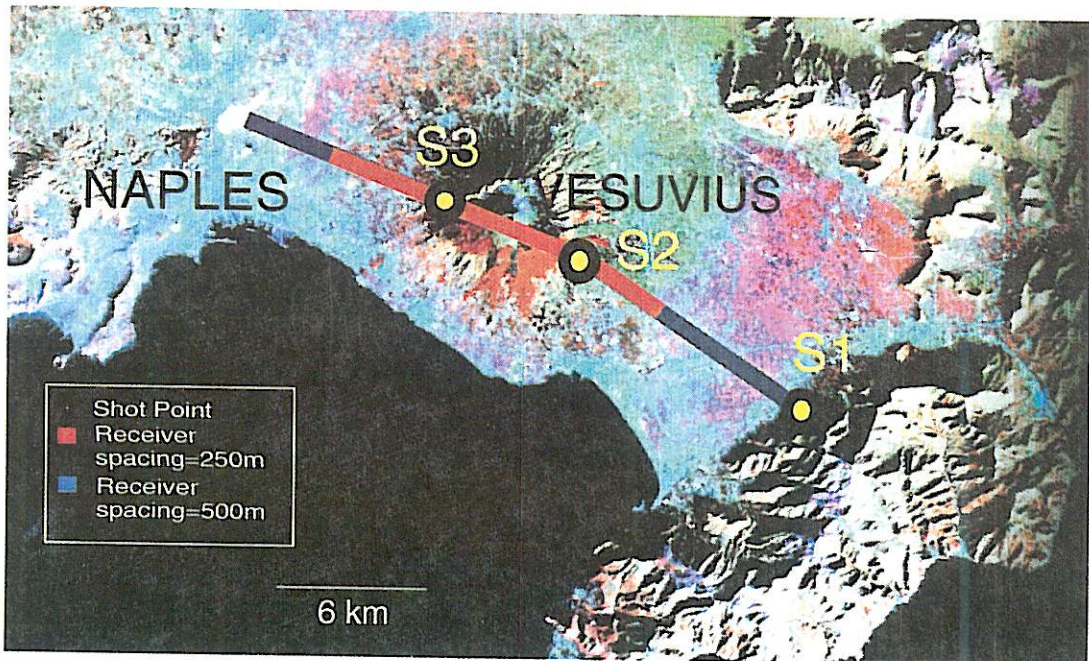 S3
NAPLES
VESUVIUS
S2
S1
Shot Point
Receiver
spacing=250m
Receiver
spacing=500m
6 km